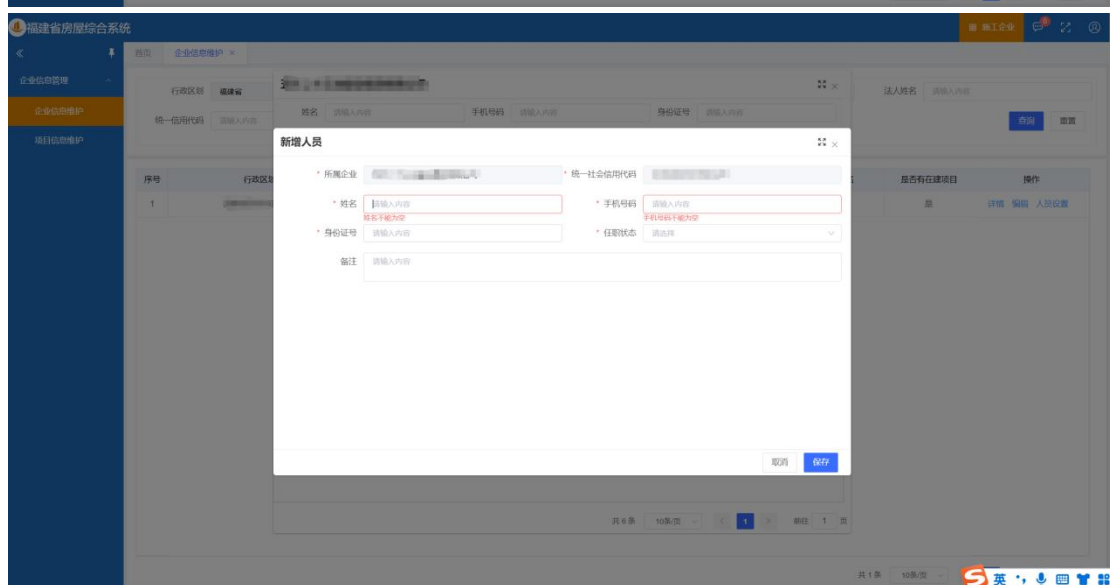 福建省房屋综合系统
施工企业
首页 企业信息维护 ×
企业信息管理
企业信息维护
项目信息维护
行政区划 福建省
法人姓名 请输入内容
姓名 请输入内容 手机号码 请输入内容 身份证号 请输入内容
统一信用代码 请输入内容
查询 重置
新增人员
序号 行政区划 是否有在建项目 操作
* 所属企业 * 统一社会信用代码
1 是 详情 编辑 人员设置
* 姓名 请输入内容 * 手机号码 请输入内容
姓名不能为空 手机号码不能为空
* 身份证号 请输入内容 * 任职状态 请选择
备注 请输入内容
取消 保存
共 6 条 10条/页 1 前往 1 页
共 1 条 10条/页
英